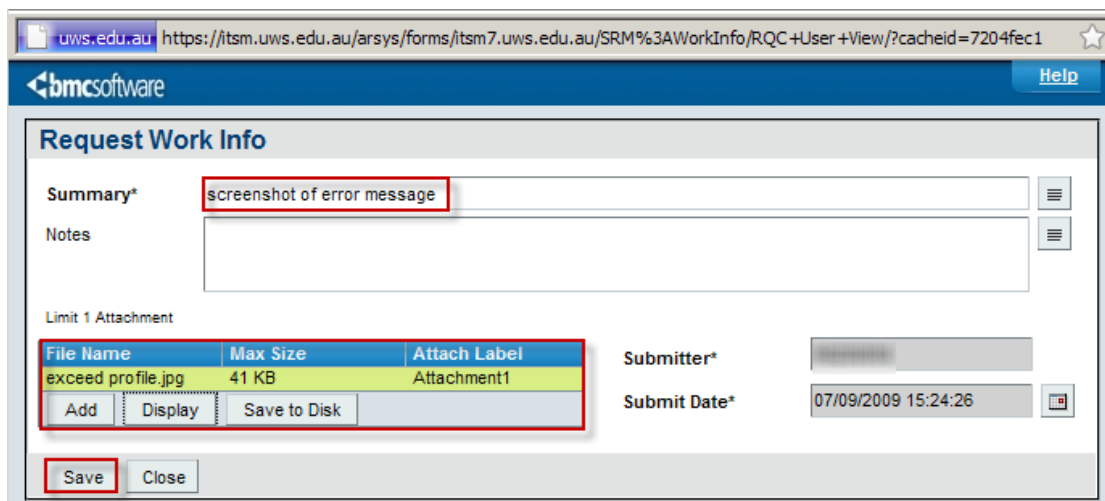 uws.edu.au https://itsm.uws.edu.au/arsys/forms/itsm7.uws.edu.au/SRM%3AWorkInfo/RQC+User+View/?cacheid=7204fec1
bmcsoftware Help
Request Work Info
Summary* screenshot of error message
Notes
Limit 1 Attachment
File Name Max Size Attach Label
exceed profile.jpg 41 KB Attachment1
Add Display Save to Disk
Submitter*
Submit Date* 07/09/2009 15:24:26
Save Close